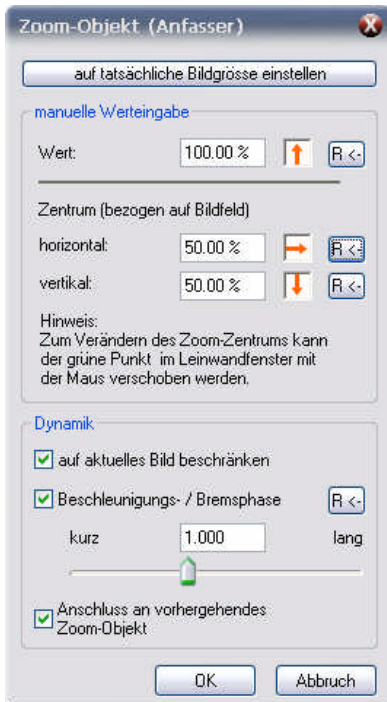 Zoom-Objekt (Anfasser)
auf tatsächliche Bildgrösse einstellen
manuelle Werteingabe
Wert: 100.00 % R <-
Zentrum (bezogen auf Bildfeld)
horizontal: 50.00 % R <-
vertikal: 50.00 % R <-
Hinweis:
Zum Verändern des Zoom-Zentrums kann
der grüne Punkt im Leinwandfenster mit
der Maus verschoben werden.
Dynamik
auf aktuelles Bild beschränken
Beschleunigungs- / Bremsphase R <-
kurz 1.000 lang
Anschluss an vorhergehendes
Zoom-Objekt
OK Abbruch